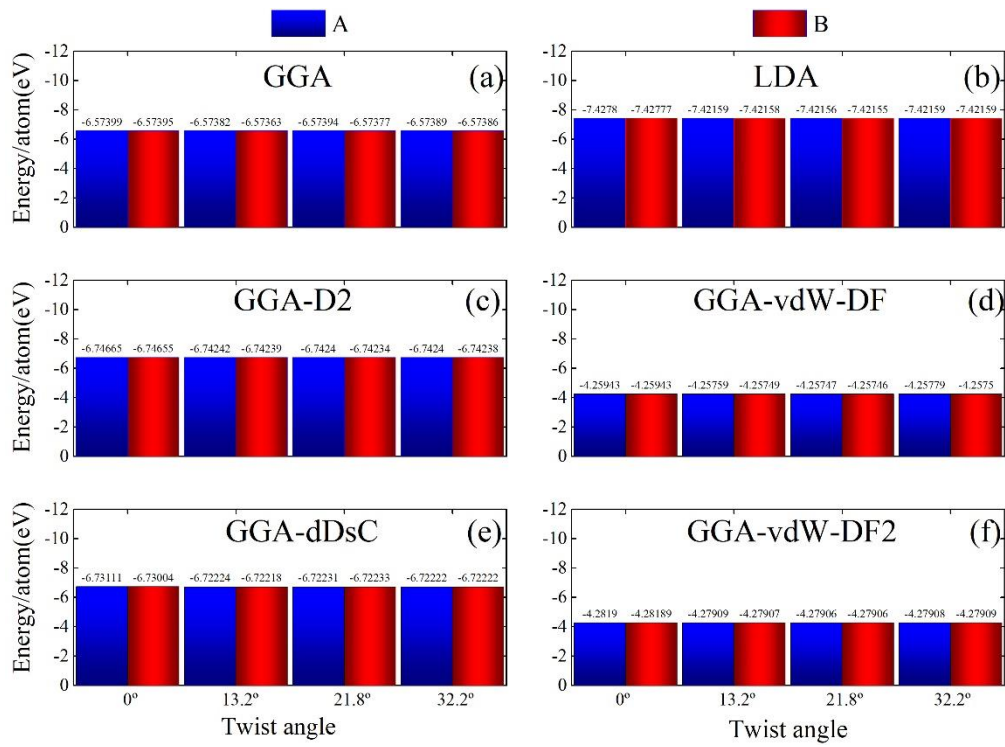 A B
GGA (a)
LDA (b)
Energy/atom(eV)
-12
-10
-8
-6
-4
-2
0
-6.57399 -6.57395 -6.57382 -6.57363 -6.57394 -6.57377 -6.57389 -6.57386
-12
-10
-8
-6
-4
-2
0
-7.4278 -7.42777 -7.42159 -7.42158 -7.42156 -7.42155 -7.42159 -7.42159
GGA-D2 (c)
GGA-vdW-DF (d)
Energy/atom(eV)
-12
-10
-8
-6
-4
-2
0
-6.74665 -6.74655 -6.74242 -6.74239 -6.7424 -6.74234 -6.7424 -6.74238
-12
-10
-8
-6
-4
-2
0
-4.25943 -4.25943 -4.25759 -4.25749 -4.25747 -4.25746 -4.25779 -4.2575
GGA-dDsC (e)
GGA-vdW-DF2 (f)
Energy/atom(eV)
-12
-10
-8
-6
-4
-2
0
-6.73111 -6.73004 -6.72224 -6.72218 -6.72231 -6.72233 -6.72222 -6.72222
-12
-10
-8
-6
-4
-2
0
-4.2819 -4.28189 -4.27909 -4.27907 -4.27906 -4.27906 -4.27908 -4.27909
0º 13.2º 21.8º 32.2º
0º 13.2º 21.8º 32.2º
Twist angle
Twist angle